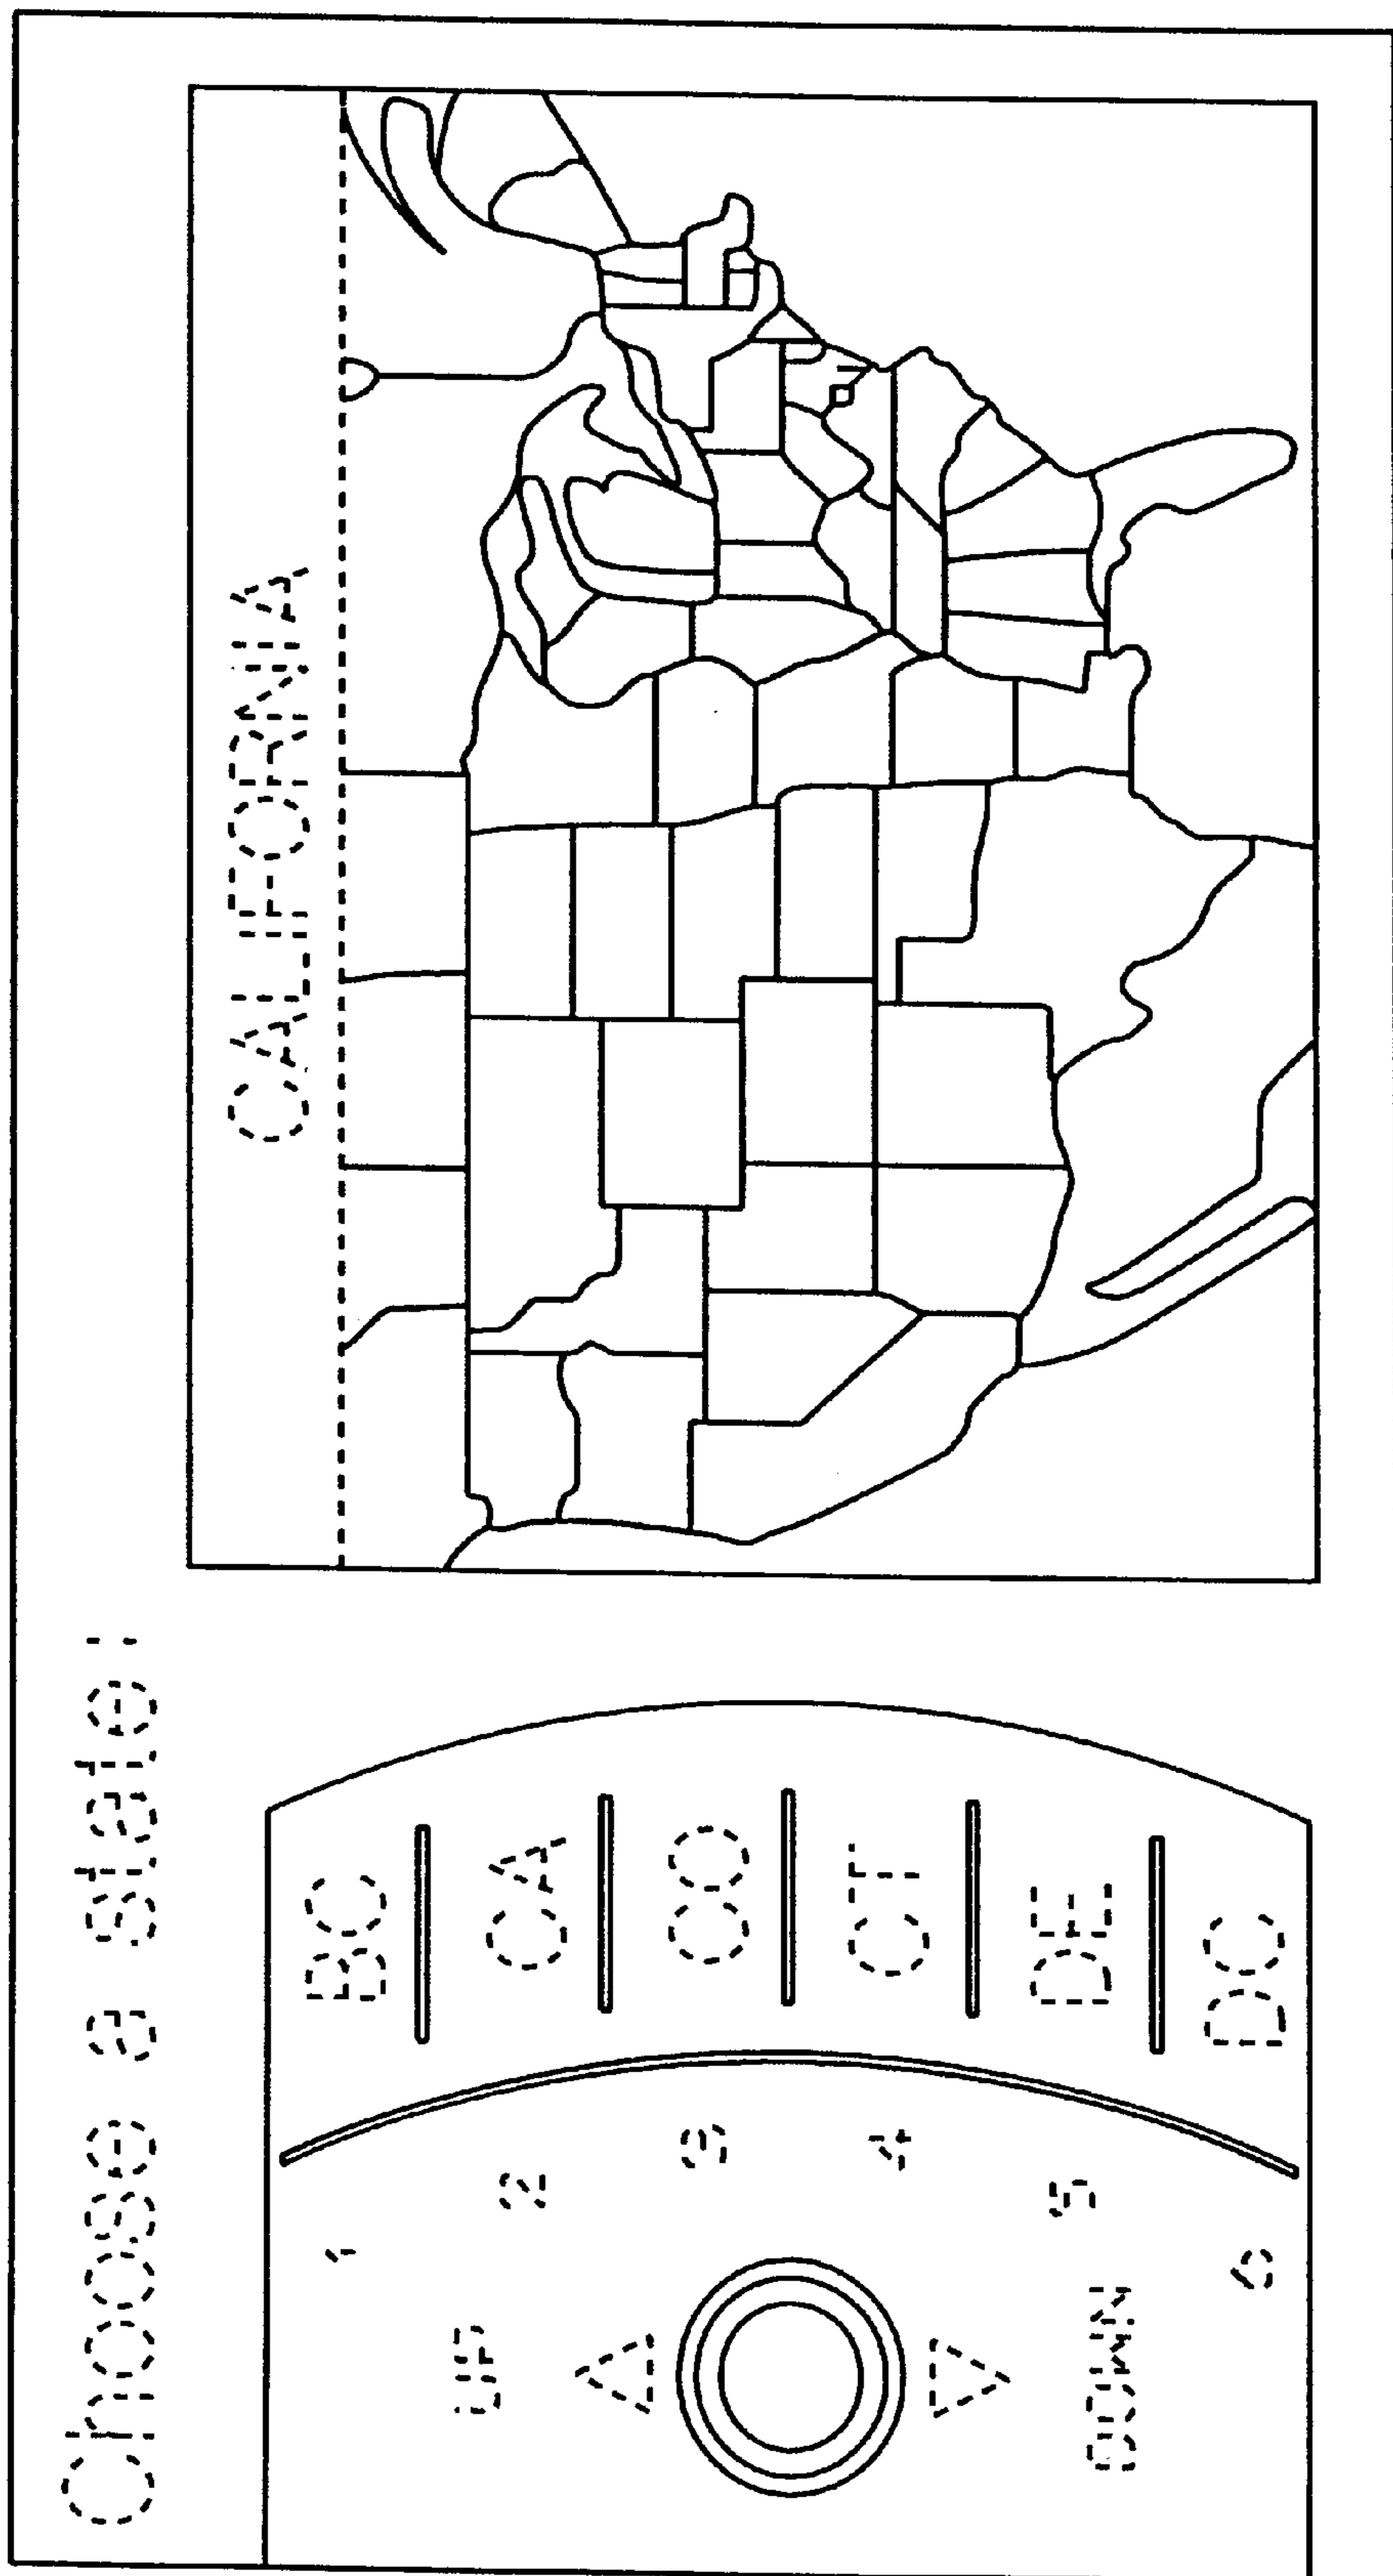 Choose a state:
CALIFORNIA
BC
CA
CO
CT
DE
DC
1
2
3
4
5
6
UP
DOWN